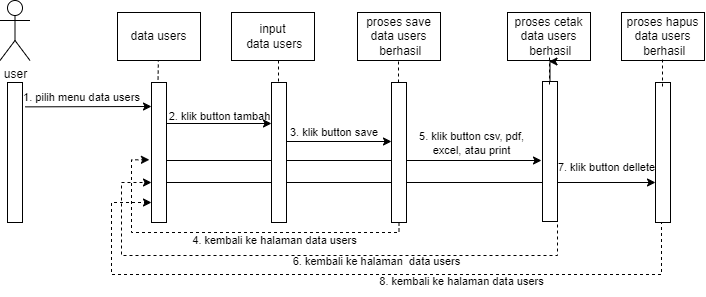 data users
input
data users
proses save
data users
berhasil
proses cetak
data users
berhasil
proses hapus
data users
berhasil
user
1. pilih menu data users
2. klik button tambah
3. klik button save
5. klik button csv, pdf,
excel, atau print
7. klik button dellete
4. kembali ke halaman data users
6. kembali ke halaman data users
8. kembali ke halaman data users